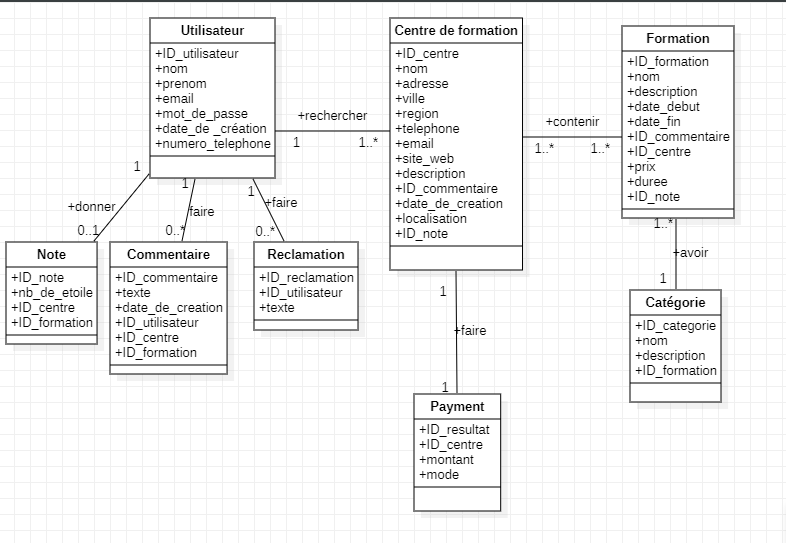 Utilisateur
+ID_utilisateur
+nom
+prenom
+email
+mot_de_passe
+date_de _création
+numero_telephone
+rechercher
1
1..*
Centre de formation
+ID_centre
+nom
+adresse
+ville
+region
+telephone
+email
+site_web
+description
+ID_commentaire
+date_de_creation
+localisation
+ID_note
+contenir
1..*
1..*
Formation
+ID_formation
+nom
+description
+date_debut
+date_fin
+ID_commentaire
+ID_centre
+prix
+duree
+ID_note
1
+donner
0..1
1
faire
0..*
1
+faire
0..*
Note
+ID_note
+nb_de_etoile
+ID_centre
+ID_formation
Commentaire
+ID_commentaire
+texte
+date_de_creation
+ID_utilisateur
+ID_centre
+ID_formation
Reclamation
+ID_reclamation
+ID_utilisateur
+texte
1..*
+avoir
1
Catégorie
+ID_categorie
+nom
+description
+ID_formation
1
+faire
1
Payment
+ID_resultat
+ID_centre
+montant
+mode